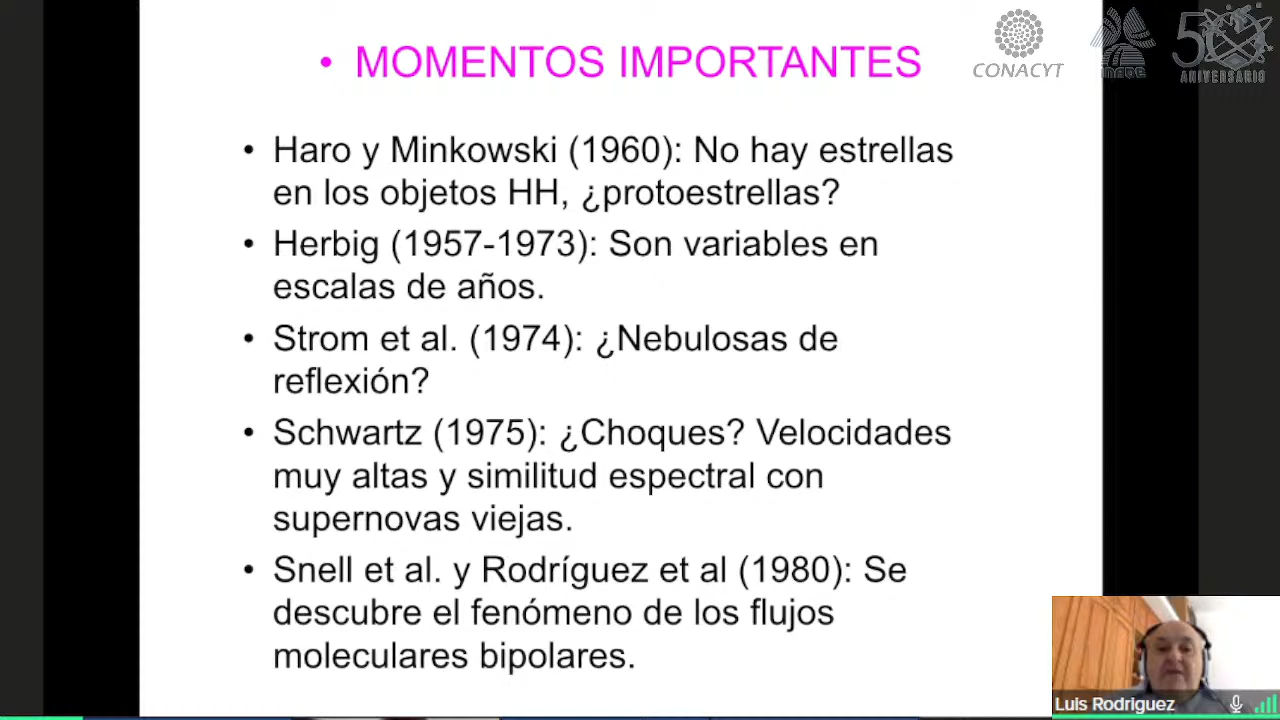 • MOMENTOS IMPORTANTES
CONACYT
INAOE
50
ANIVERSARIO
• Haro y Minkowski (1960): No hay estrellas
en los objetos HH, ¿protoestrellas?
• Herbig (1957-1973): Son variables en
escalas de años.
• Strom et al. (1974): ¿Nebulosas de
reflexión?
• Schwartz (1975): ¿Choques? Velocidades
muy altas y similitud espectral con
supernovas viejas.
• Snell et al. y Rodríguez et al (1980): Se
descubre el fenómeno de los flujos
moleculares bipolares.
Luis Rodriguez